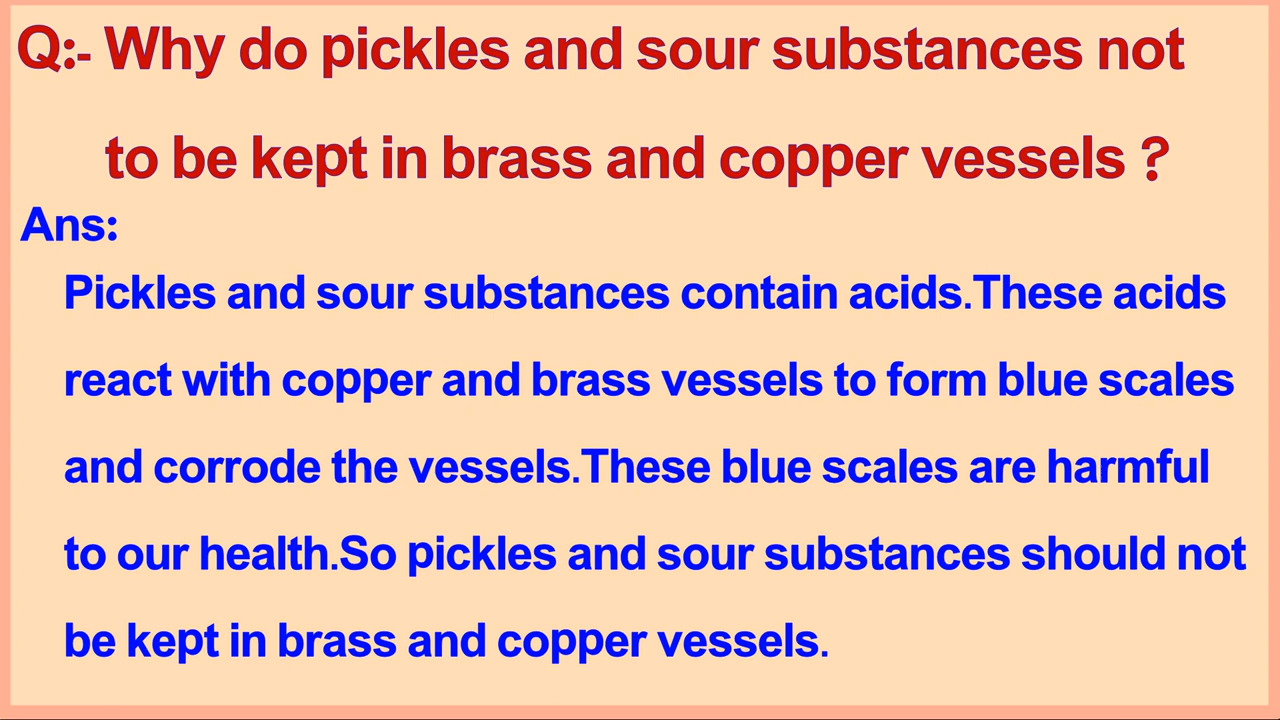 Q:- Why do pickles and sour substances not
to be kept in brass and copper vessels ?
Ans:
Pickles and sour substances contain acids.These acids
react with copper and brass vessels to form blue scales
and corrode the vessels.These blue scales are harmful
to our health.So pickles and sour substances should not
be kept in brass and copper vessels.